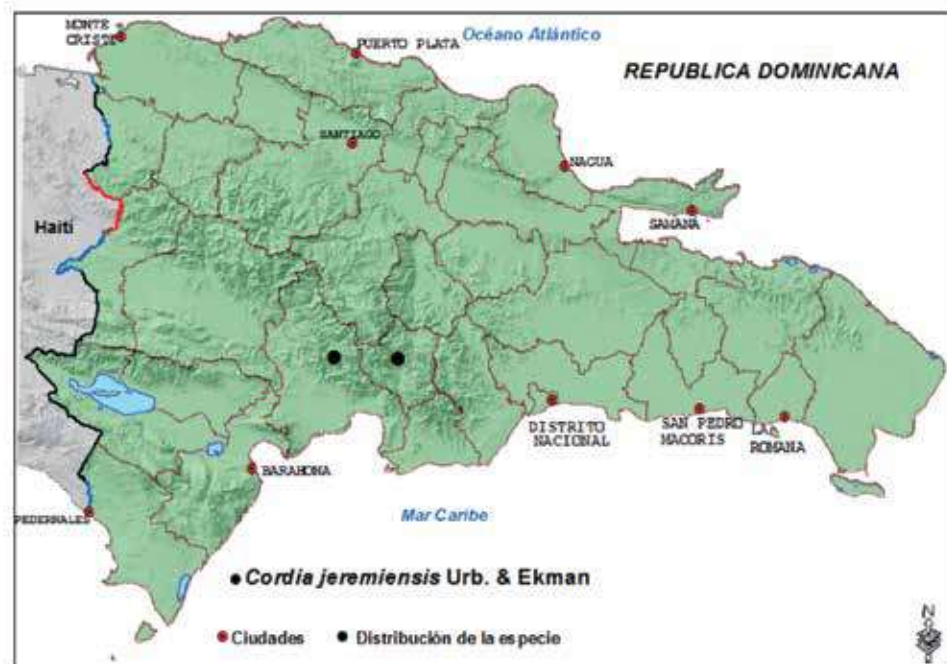 MONTE
CRISTI
Océano Atlántico
PUERTO PLATA
REPUBLICA DOMINICANA
SANTIAGO
NAGUA
SAMANA
Haití
DISTRITO
NACIONAL
SAN PEDRO
MACORIS
LA
ROMANA
BARAHONA
PEDERNALES
Mar Caribe
Cordia jeremiensis Urb. & Ekman
Ciudades
Distribución de la especie
N